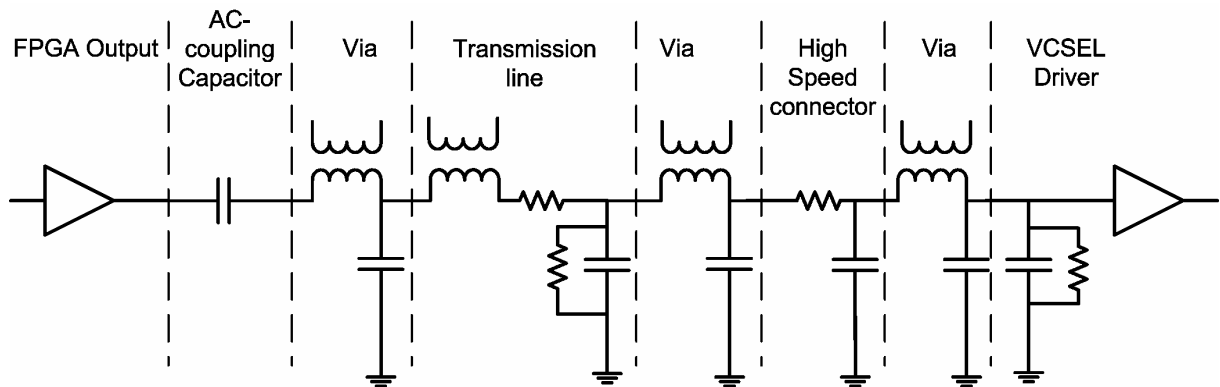 FPGA Output
AC-
coupling
Capacitor
Via
Transmission
line
Via
High
Speed
connector
Via
VCSEL
Driver